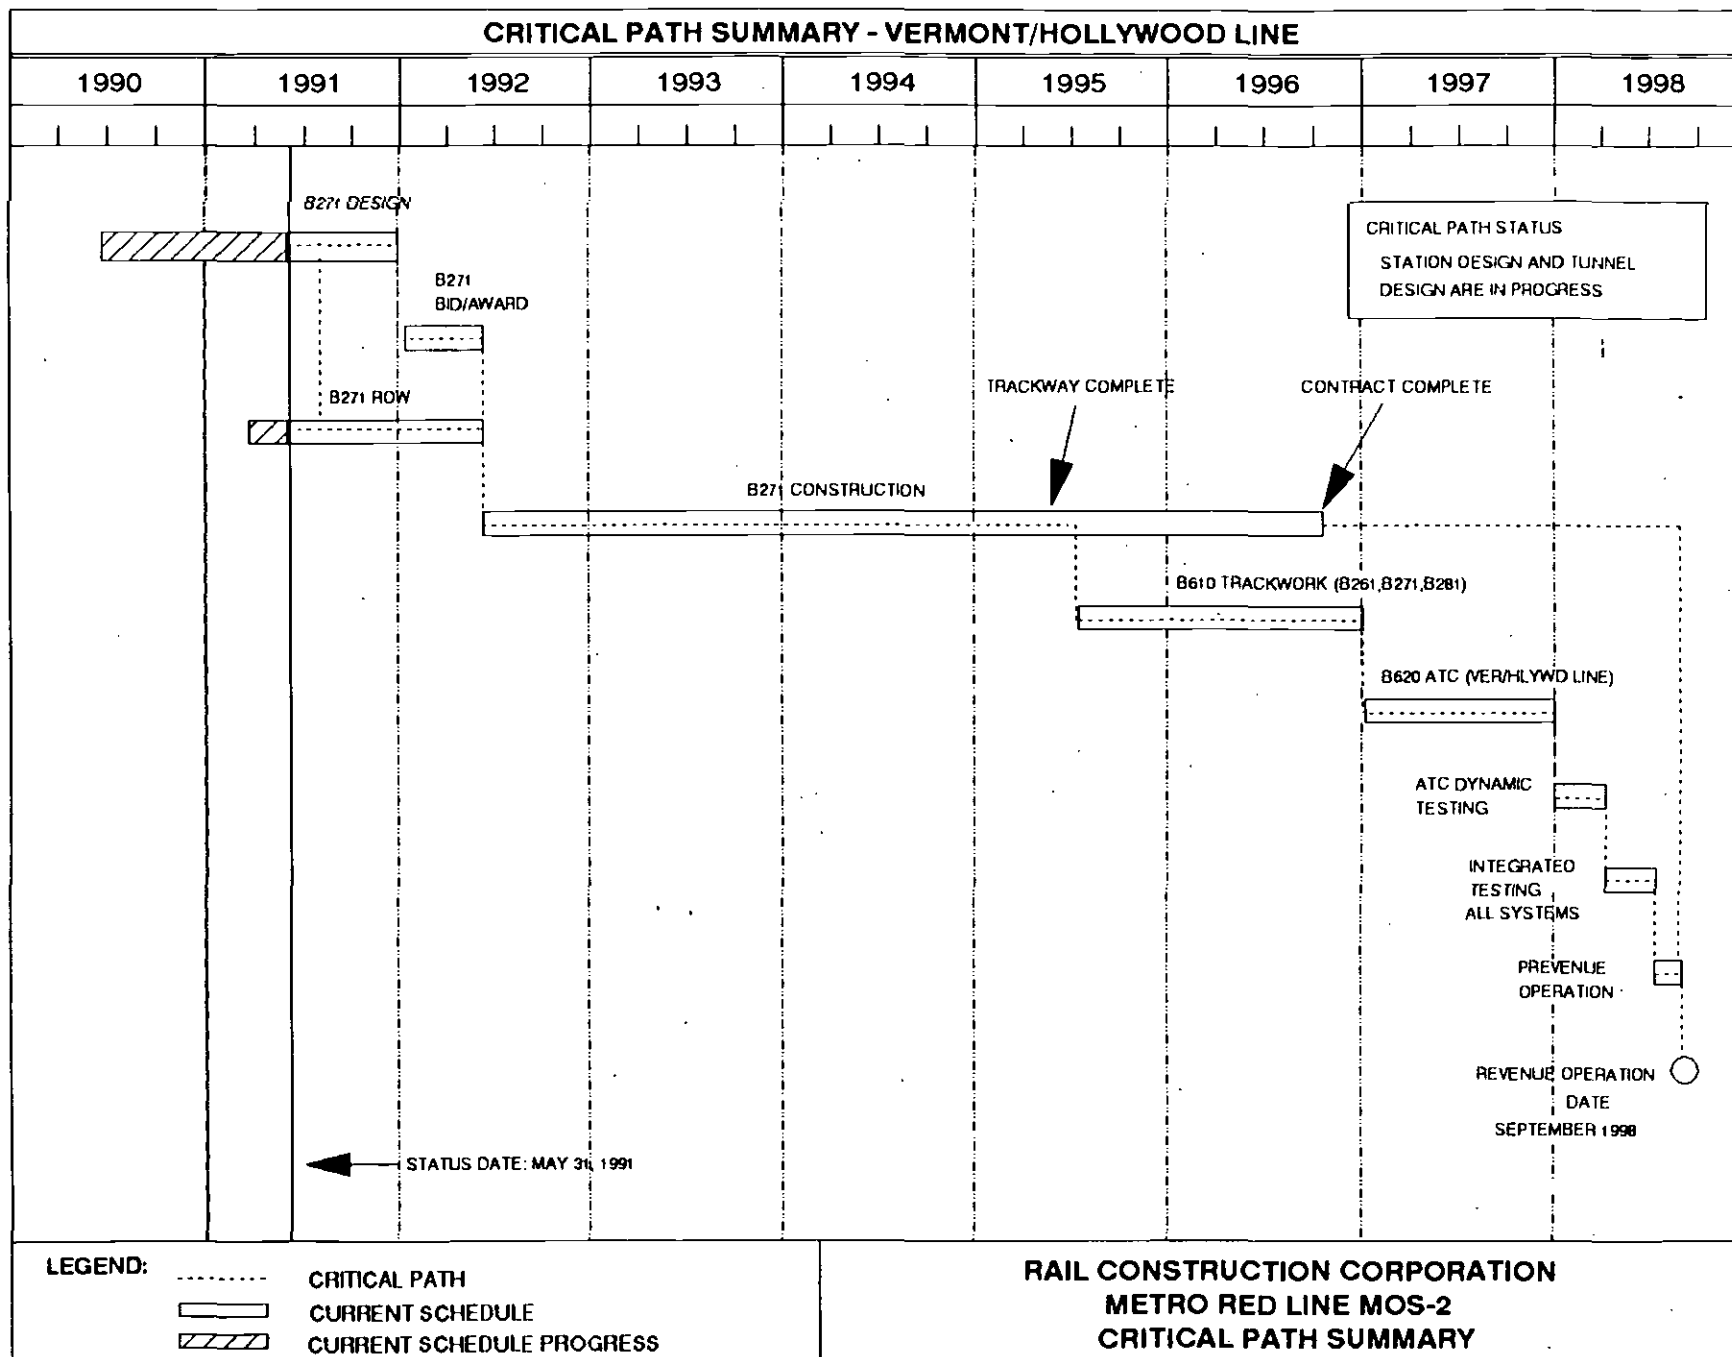 CRITICAL PATH SUMMARY - VERMONT/HOLLYWOOD LINE
1990 1991 1992 1993 1994 1995 1996 1997 1998
B271 DESIGN
CRITICAL PATH STATUS
STATION DESIGN AND TUNNEL
DESIGN ARE IN PROGRESS
B271
BID/AWARD
B271 ROW
TRACKWAY COMPLETE
CONTRACT COMPLETE
B271 CONSTRUCTION
B610 TRACKWORK (B261,B271,B281)
B620 ATC (VER/HLYWD LINE)
ATC DYNAMIC
TESTING
INTEGRATED
TESTING
ALL SYSTEMS
PREVENUE
OPERATION
REVENUE OPERATION
DATE
SEPTEMBER 1998
STATUS DATE: MAY 31, 1991
LEGEND:
CRITICAL PATH
CURRENT SCHEDULE
CURRENT SCHEDULE PROGRESS
RAIL CONSTRUCTION CORPORATION
METRO RED LINE MOS-2
CRITICAL PATH SUMMARY